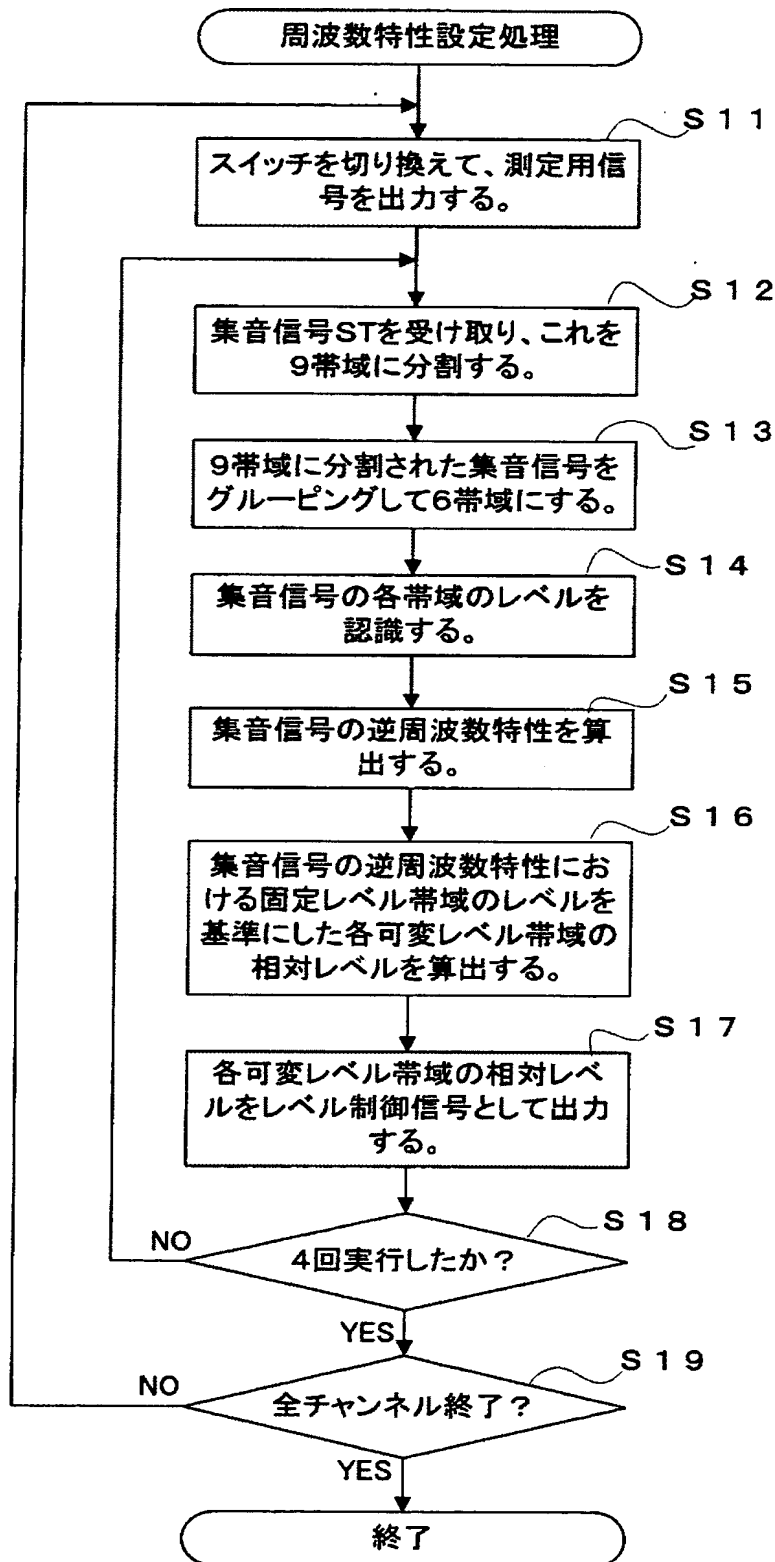 周波数特性設定処理
S11
スイッチを切り換えて、測定用信
号を出力する。
S12
集音信号STを受け取り、これを
9帯域に分割する。
S13
9帯域に分割された集音信号を
グルーピングして6帯域にする。
S14
集音信号の各帯域のレベルを
認識する。
S15
集音信号の逆周波数特性を算
出する。
S16
集音信号の逆周波数特性にお
ける固定レベル帯域のレベルを
基準にした各可変レベル帯域の
相対レベルを算出する。
S17
各可変レベル帯域の相対レベ
ルをレベル制御信号として出力
する。
S18
NO
4回実行したか?
YES
S19
NO
全チャンネル終了?
YES
終了